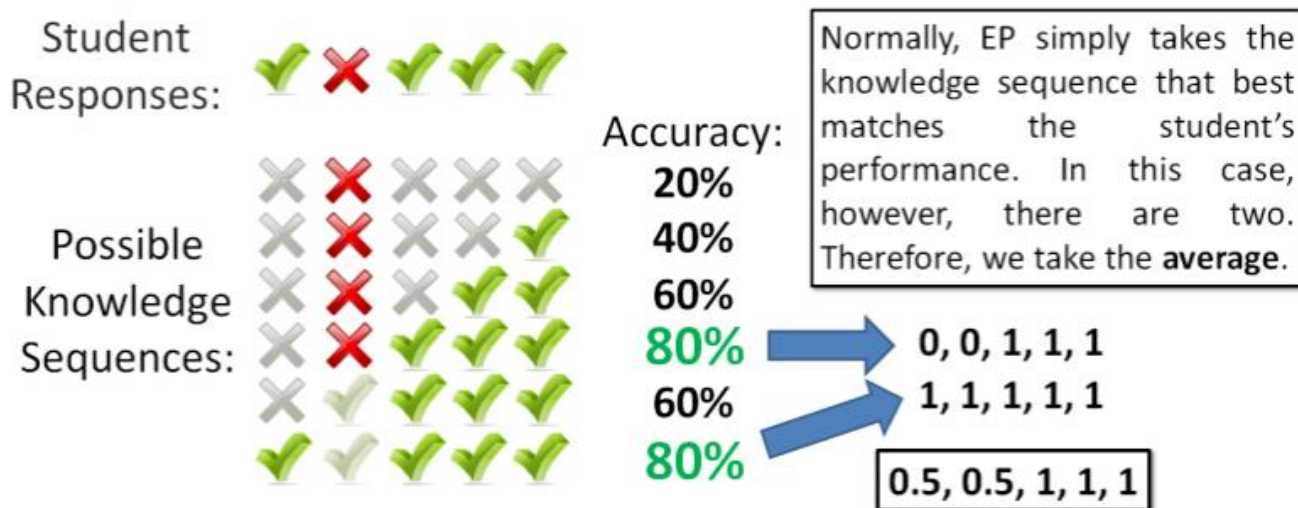 Student
Responses:
Normally, EP simply takes the
knowledge sequence that best
matches the student's
performance. In this case,
however, there are two.
Therefore, we take the average.
Accuracy:
Possible
Knowledge
Sequences:
20%
40%
60%
80%
60%
80%
0, 0, 1, 1, 1
1, 1, 1, 1, 1
0.5, 0.5, 1, 1, 1